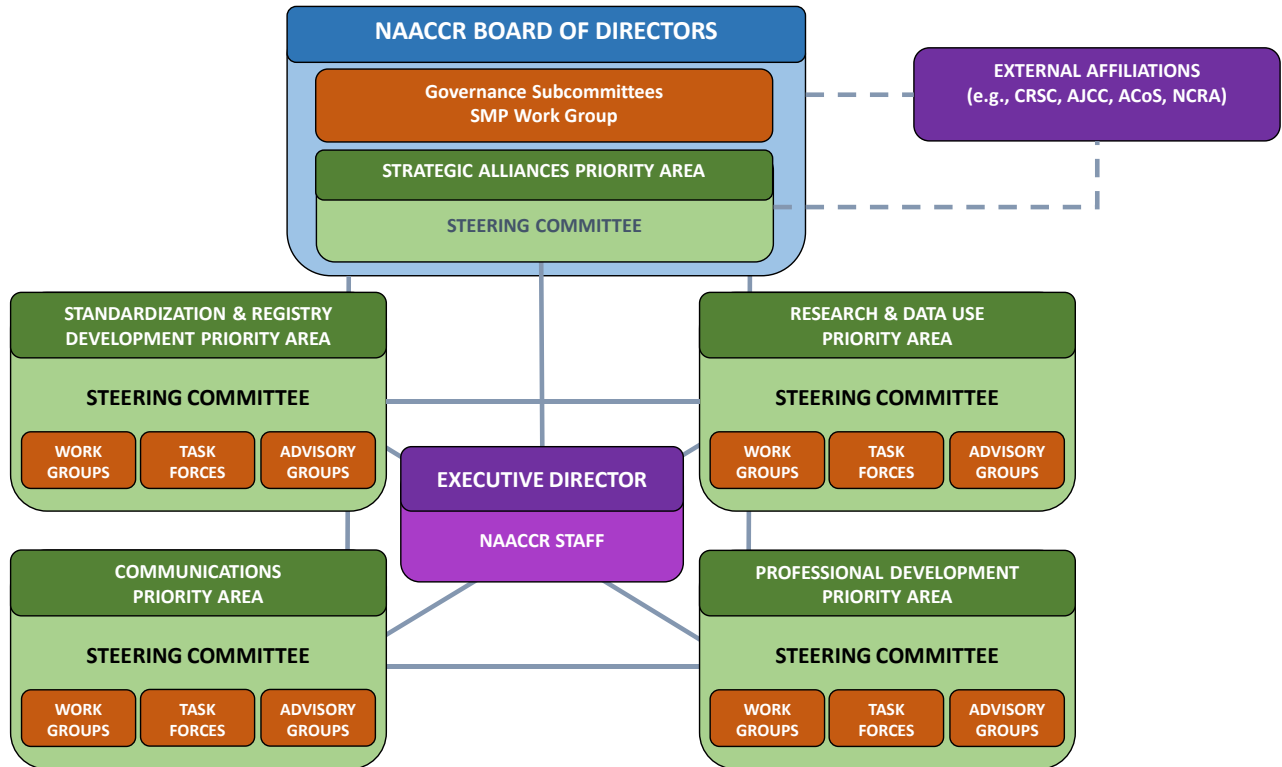 NAACCR BOARD OF DIRECTORS
Governance Subcommittees
SMP Work Group
STRATEGIC ALLIANCES PRIORITY AREA
STEERING COMMITTEE
EXTERNAL AFFILIATIONS
(e.g., CRSC, AJCC, ACoS, NCRA)
STANDARDIZATION & REGISTRY
DEVELOPMENT PRIORITY AREA
STEERING COMMITTEE
WORK
GROUPS
TASK
FORCES
ADVISORY
GROUPS
RESEARCH & DATA USE
PRIORITY AREA
STEERING COMMITTEE
WORK
GROUPS
TASK
FORCES
ADVISORY
GROUPS
EXECUTIVE DIRECTOR
NAACCR STAFF
COMMUNICATIONS
PRIORITY AREA
STEERING COMMITTEE
WORK
GROUPS
TASK
FORCES
ADVISORY
GROUPS
PROFESSIONAL DEVELOPMENT
PRIORITY AREA
STEERING COMMITTEE
WORK
GROUPS
TASK
FORCES
ADVISORY
GROUPS